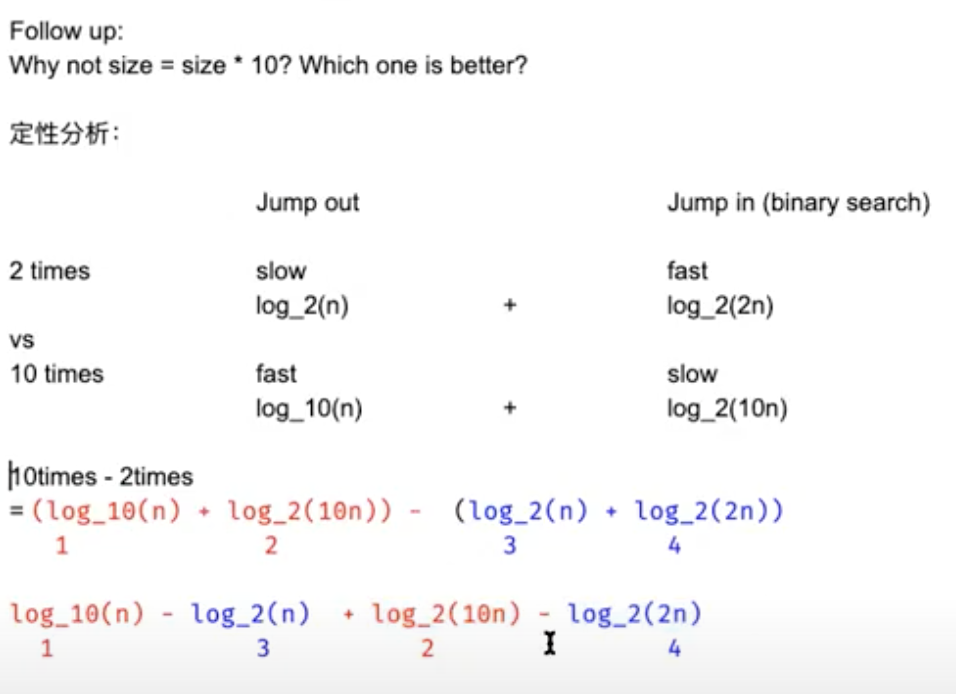 Follow up:
Why not size = size * 10? Which one is better?
定性分析：
Jump out Jump in (binary search)
2 times slow fast
log_2(n) + log_2(2n)
vs
10 times fast slow
log_10(n) + log_2(10n)
10times - 2times
= (log_10(n) + log_2(10n)) - (log_2(n) + log_2(2n))
1 2 3 4
log_10(n) - log_2(n) + log_2(10n) - log_2(2n)
1 3 2 4